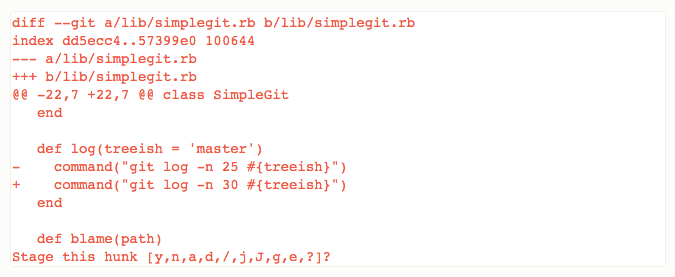 diff --git a/lib/simplegit.rb b/lib/simplegit.rb
index dd5ecc4..57399e0 100644
--- a/lib/simplegit.rb
+++ b/lib/simplegit.rb
@@ -22,7 +22,7 @@ class SimpleGit
   end

   def log(treeish = 'master')
-    command("git log -n 25 #{treeish}")
+    command("git log -n 30 #{treeish}")
   end

   def blame(path)
Stage this hunk [y,n,a,d,/,j,J,g,e,?]?